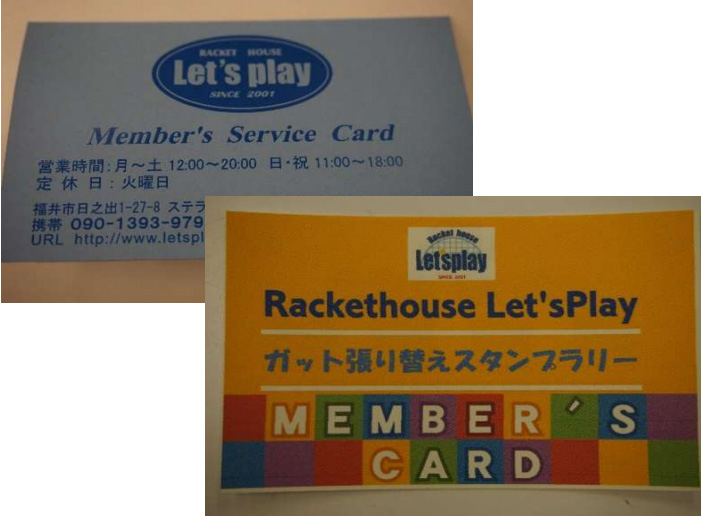 RACKET HOUSE
Let's play
SINCE 2001
Member's Service Card
営業時間:月～土 12:00～20:00 日・祝 11:00～18:00
定休日:火曜日
福井市日之出1-27-8 ステラ
携帯 090-1393-979
URL http://www.letspl
Racket house
Letsplay
SINCE 2001
Rackethouse Let'sPlay
ガット張り替えスタンプラリー
MEMBER'S
CARD